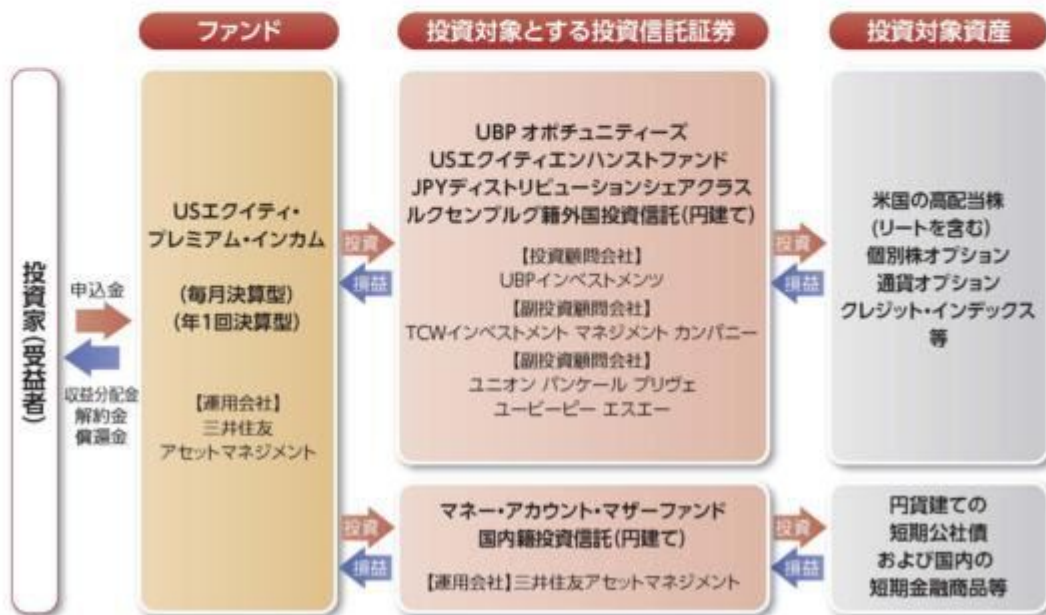 ファンド
投資対象とする投資信託証券
投資対象資産
投資家(受益者)
申込金
収益分配金
解約金
償還金
USエクイティ・
プレミアム・インカム
(毎月決算型)
(年1回決算型)
【運用会社】
三井住友
アセットマネジメント
投資
損益
UBP オポチュニティーズ
USエクイティエンハンストファンド
JPYディストリビューションシェアクラス
ルクセンブルグ籍外国投資信託(円建て)
【投資顧問会社】
UBPインベストメンツ
【副投資顧問会社】
TCWインベストメント マネジメント カンパニー
【副投資顧問会社】
ユニオン バンケール プリヴェ
ユービーピー エスエー
投資
損益
米国の高配当株
(リートを含む)
個別株オプション
通貨オプション
クレジット・インデックス
等
投資
損益
マネー・アカウント・マザーファンド
国内籍投資信託(円建て)
【運用会社】三井住友アセットマネジメント
投資
損益
円貨建ての
短期公社債
および国内の
短期金融商品等